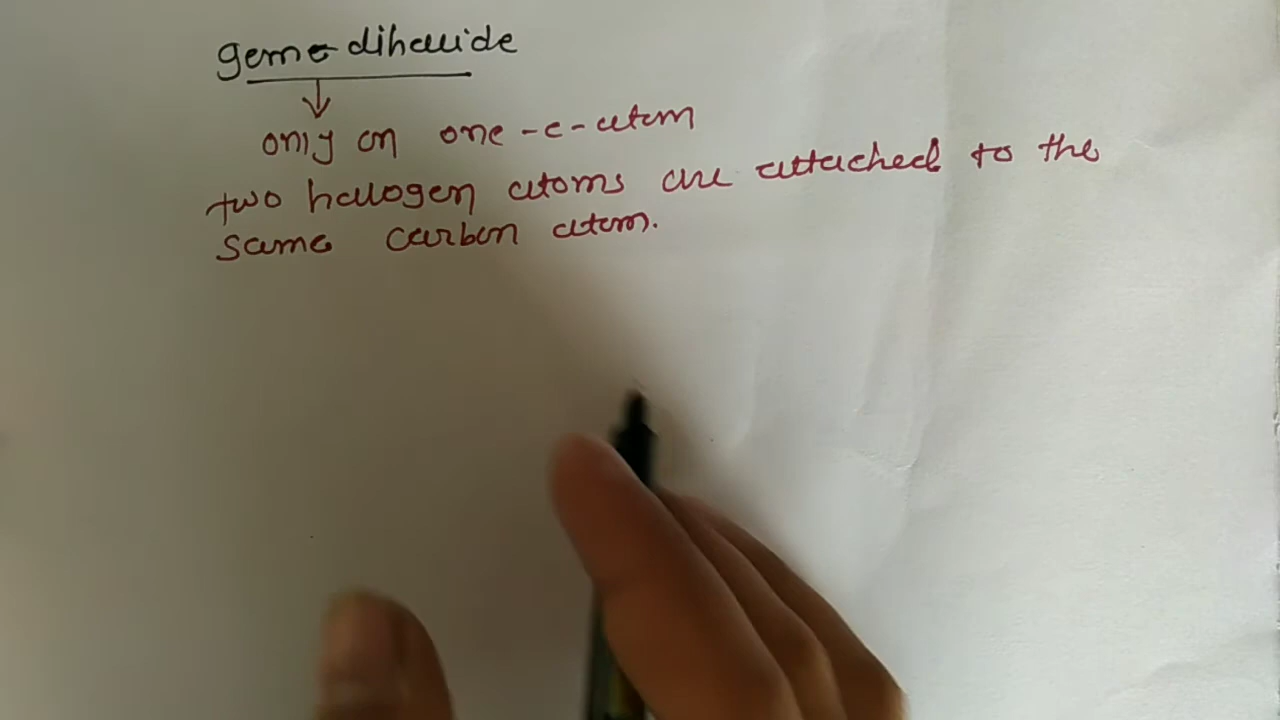 gem-dihalide
only on one-c-atom
two halogen atoms are attached to the
same carbon atom.